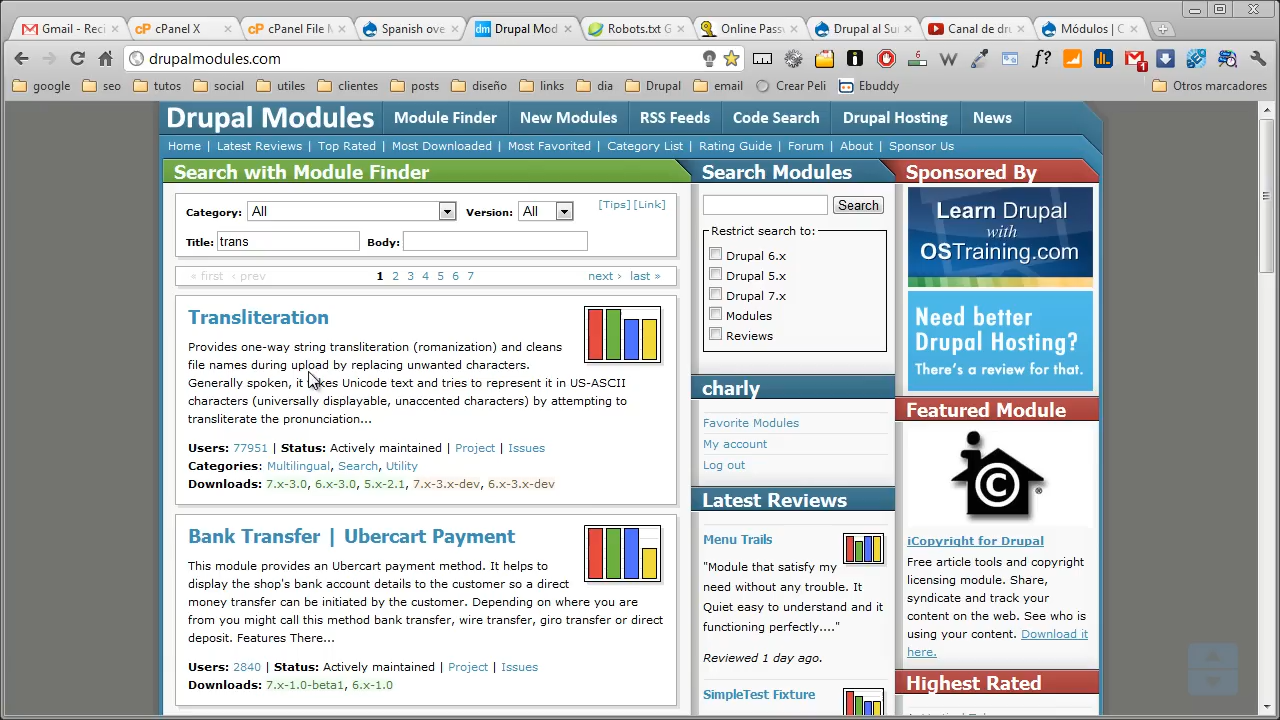 Gmail - Reci
cPanel X
cPanel File M
Spanish ove
Drupal Mod
Robots.txt G
Online Pass
Drupal al Su
Canal de dru
Módulos | C
drupalmodules.com
google
seo
tutos
social
utiles
clientes
posts
diseño
links
dia
Drupal
email
Crear Peli
Ebuddy
Otros marcadores
Drupal Modules
Module Finder
New Modules
RSS Feeds
Code Search
Drupal Hosting
News
Home | Latest Reviews | Top Rated | Most Downloaded | Most Favorited | Category List | Rating Guide | Forum | About | Sponsor Us
Search with Module Finder
Category: All Version: All [Tips] [Link]
Title: trans Body:
« first ‹ prev 1 2 3 4 5 6 7 next › last »
Transliteration
Provides one-way string transliteration (romanization) and cleans
file names during upload by replacing unwanted characters.
Generally spoken, it takes Unicode text and tries to represent it in US-ASCII
characters (universally displayable, unaccented characters) by attempting to
transliterate the pronunciation...
Users: 77951 | Status: Actively maintained | Project | Issues
Categories: Multilingual, Search, Utility
Downloads: 7.x-3.0, 6.x-3.0, 5.x-2.1, 7.x-3.x-dev, 6.x-3.x-dev
Bank Transfer | Ubercart Payment
This module provides an Ubercart payment method. It helps to
display the shop's bank account details to the customer so a direct
money transfer can be initiated by the customer. Depending on where you are
from you might call this method bank transfer, wire transfer, giro transfer or direct
deposit. Features There...
Users: 2840 | Status: Actively maintained | Project | Issues
Downloads: 7.x-1.0-beta1, 6.x-1.0
Search Modules
Search
Restrict search to:
Drupal 6.x
Drupal 5.x
Drupal 7.x
Modules
Reviews
charly
Favorite Modules
My account
Log out
Latest Reviews
Menu Trails
"Module that satisfy my
need without any trouble. It
Quiet easy to understand and it
functioning perfectly...."
Reviewed 1 day ago.
SimpleTest Fixture
Sponsored By
Learn Drupal
with
OSTraining.com
Need better
Drupal Hosting?
There's a review for that.
Featured Module
iCopyright for Drupal
Free article tools and copyright
licensing module. Share,
syndicate and track your
content on the web. See who is
using your content. Download it
here.
Highest Rated